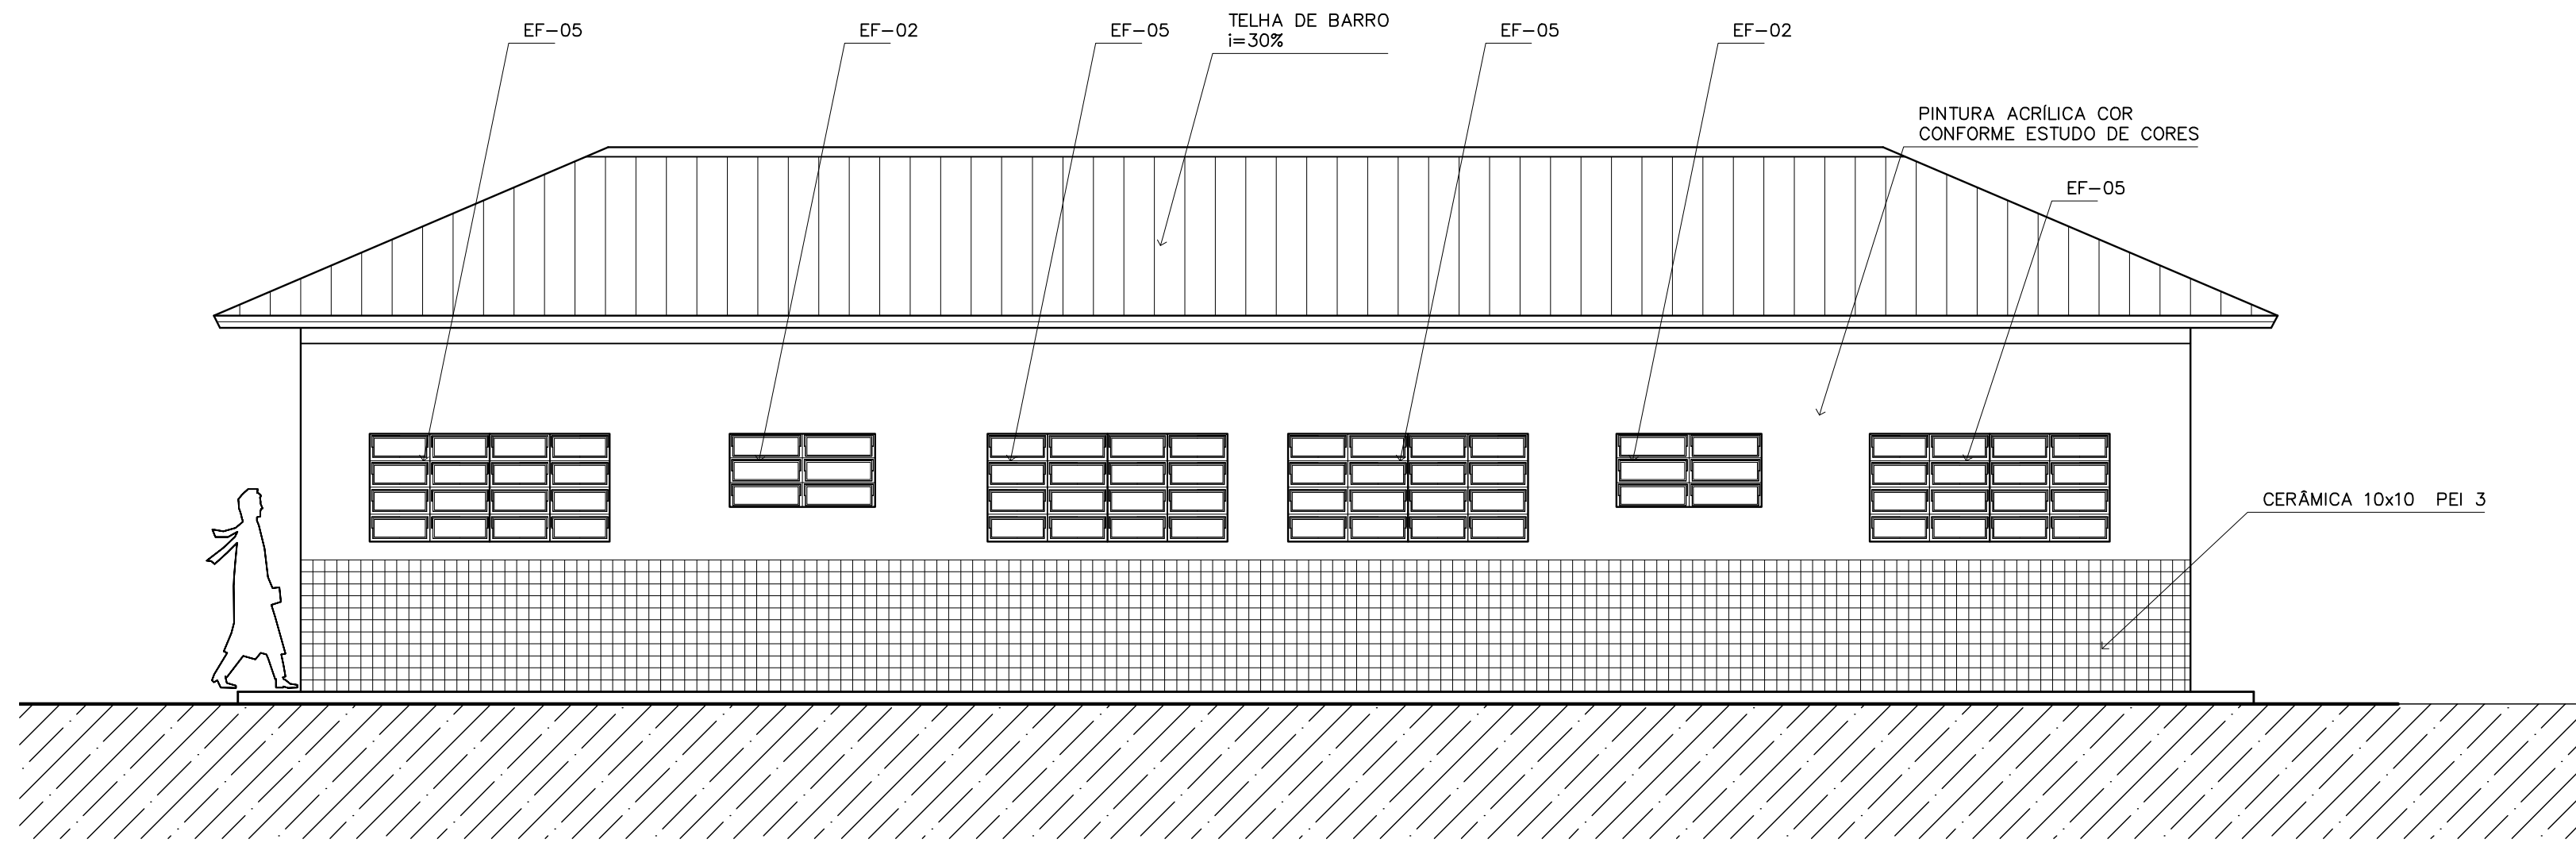 EF-05
EF-02
EF-05
TELHA DE BARRO
i=30%
EF-05
EF-02
PINTURA ACRÍLICA COR
CONFORME ESTUDO DE CORES
EF-05
CERÂMICA 10x10 PEI 3